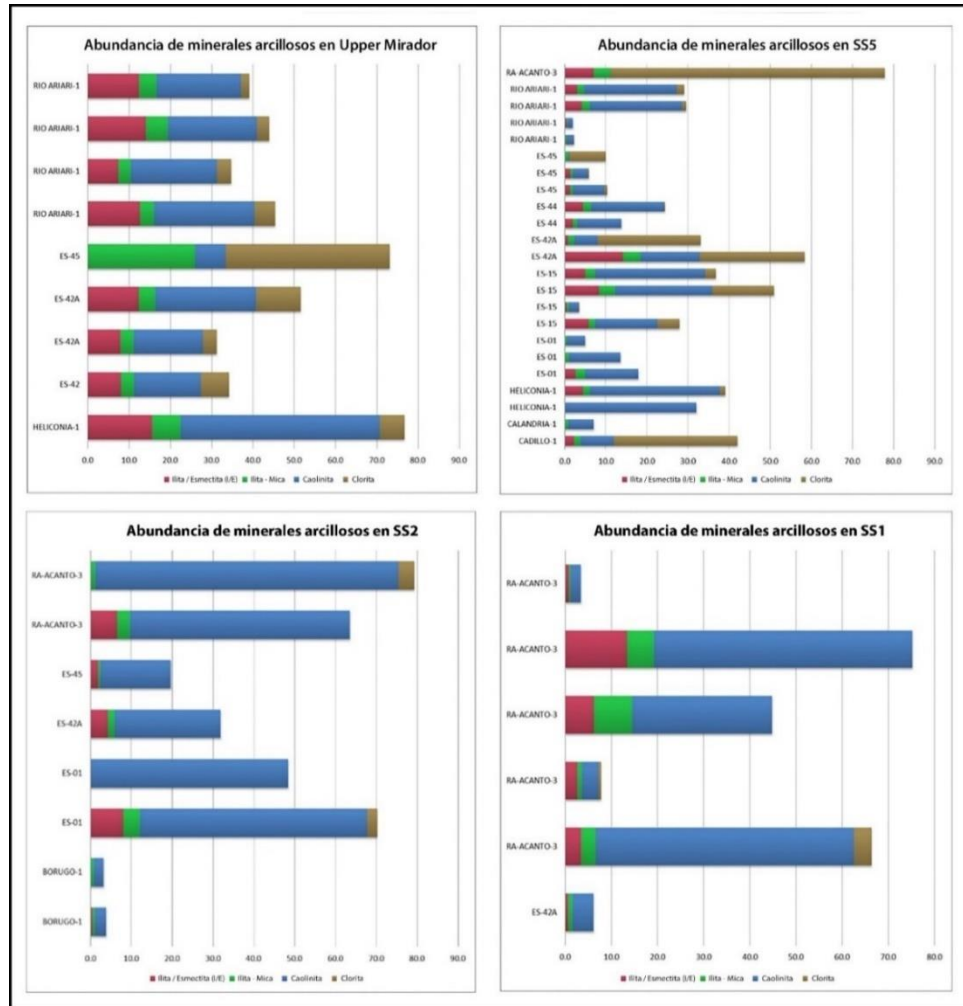 Abundancia de minerales arcillosos en Upper Mirador
RIO ARIARI-1
RIO ARIARI-1
RIO ARIARI-1
RIO ARIARI-1
ES-45
ES-42A
ES-42A
ES-42
HELICONIA-1
0.0 10.0 20.0 30.0 40.0 50.0 60.0 70.0 80.0 90.0
Ilita / Esmectita (I/E) Ilita - Mica Caolinita Clorita
Abundancia de minerales arcillosos en SS5
RA-ACANTO-3
RIO ARIARI-1
RIO ARIARI-1
RIO ARIARI-1
RIO ARIARI-1
ES-45
ES-45
ES-45
ES-44
ES-44
ES-42A
ES-42A
ES-15
ES-15
ES-15
ES-15
ES-01
ES-01
ES-01
HELICONIA-1
HELICONIA-1
CALANDRIA-1
CADILLO-1
0.0 10.0 20.0 30.0 40.0 50.0 60.0 70.0 80.0 90.0
Ilita / Esmectita (I/E) Ilita - Mica Caolinita Clorita
Abundancia de minerales arcillosos en SS2
RA-ACANTO-3
RA-ACANTO-3
ES-45
ES-42A
ES-01
ES-01
BORUGO-1
BORUGO-1
0.0 10.0 20.0 30.0 40.0 50.0 60.0 70.0 80.0 90.0
Ilita / Esmectita (I/E) Ilita - Mica Caolinita Clorita
Abundancia de minerales arcillosos en SS1
RA-ACANTO-3
RA-ACANTO-3
RA-ACANTO-3
RA-ACANTO-3
RA-ACANTO-3
ES-42A
0.0 10.0 20.0 30.0 40.0 50.0 60.0 70.0 80.0
Ilita / Esmectita (I/E) Ilita - Mica Caolinita Clorita